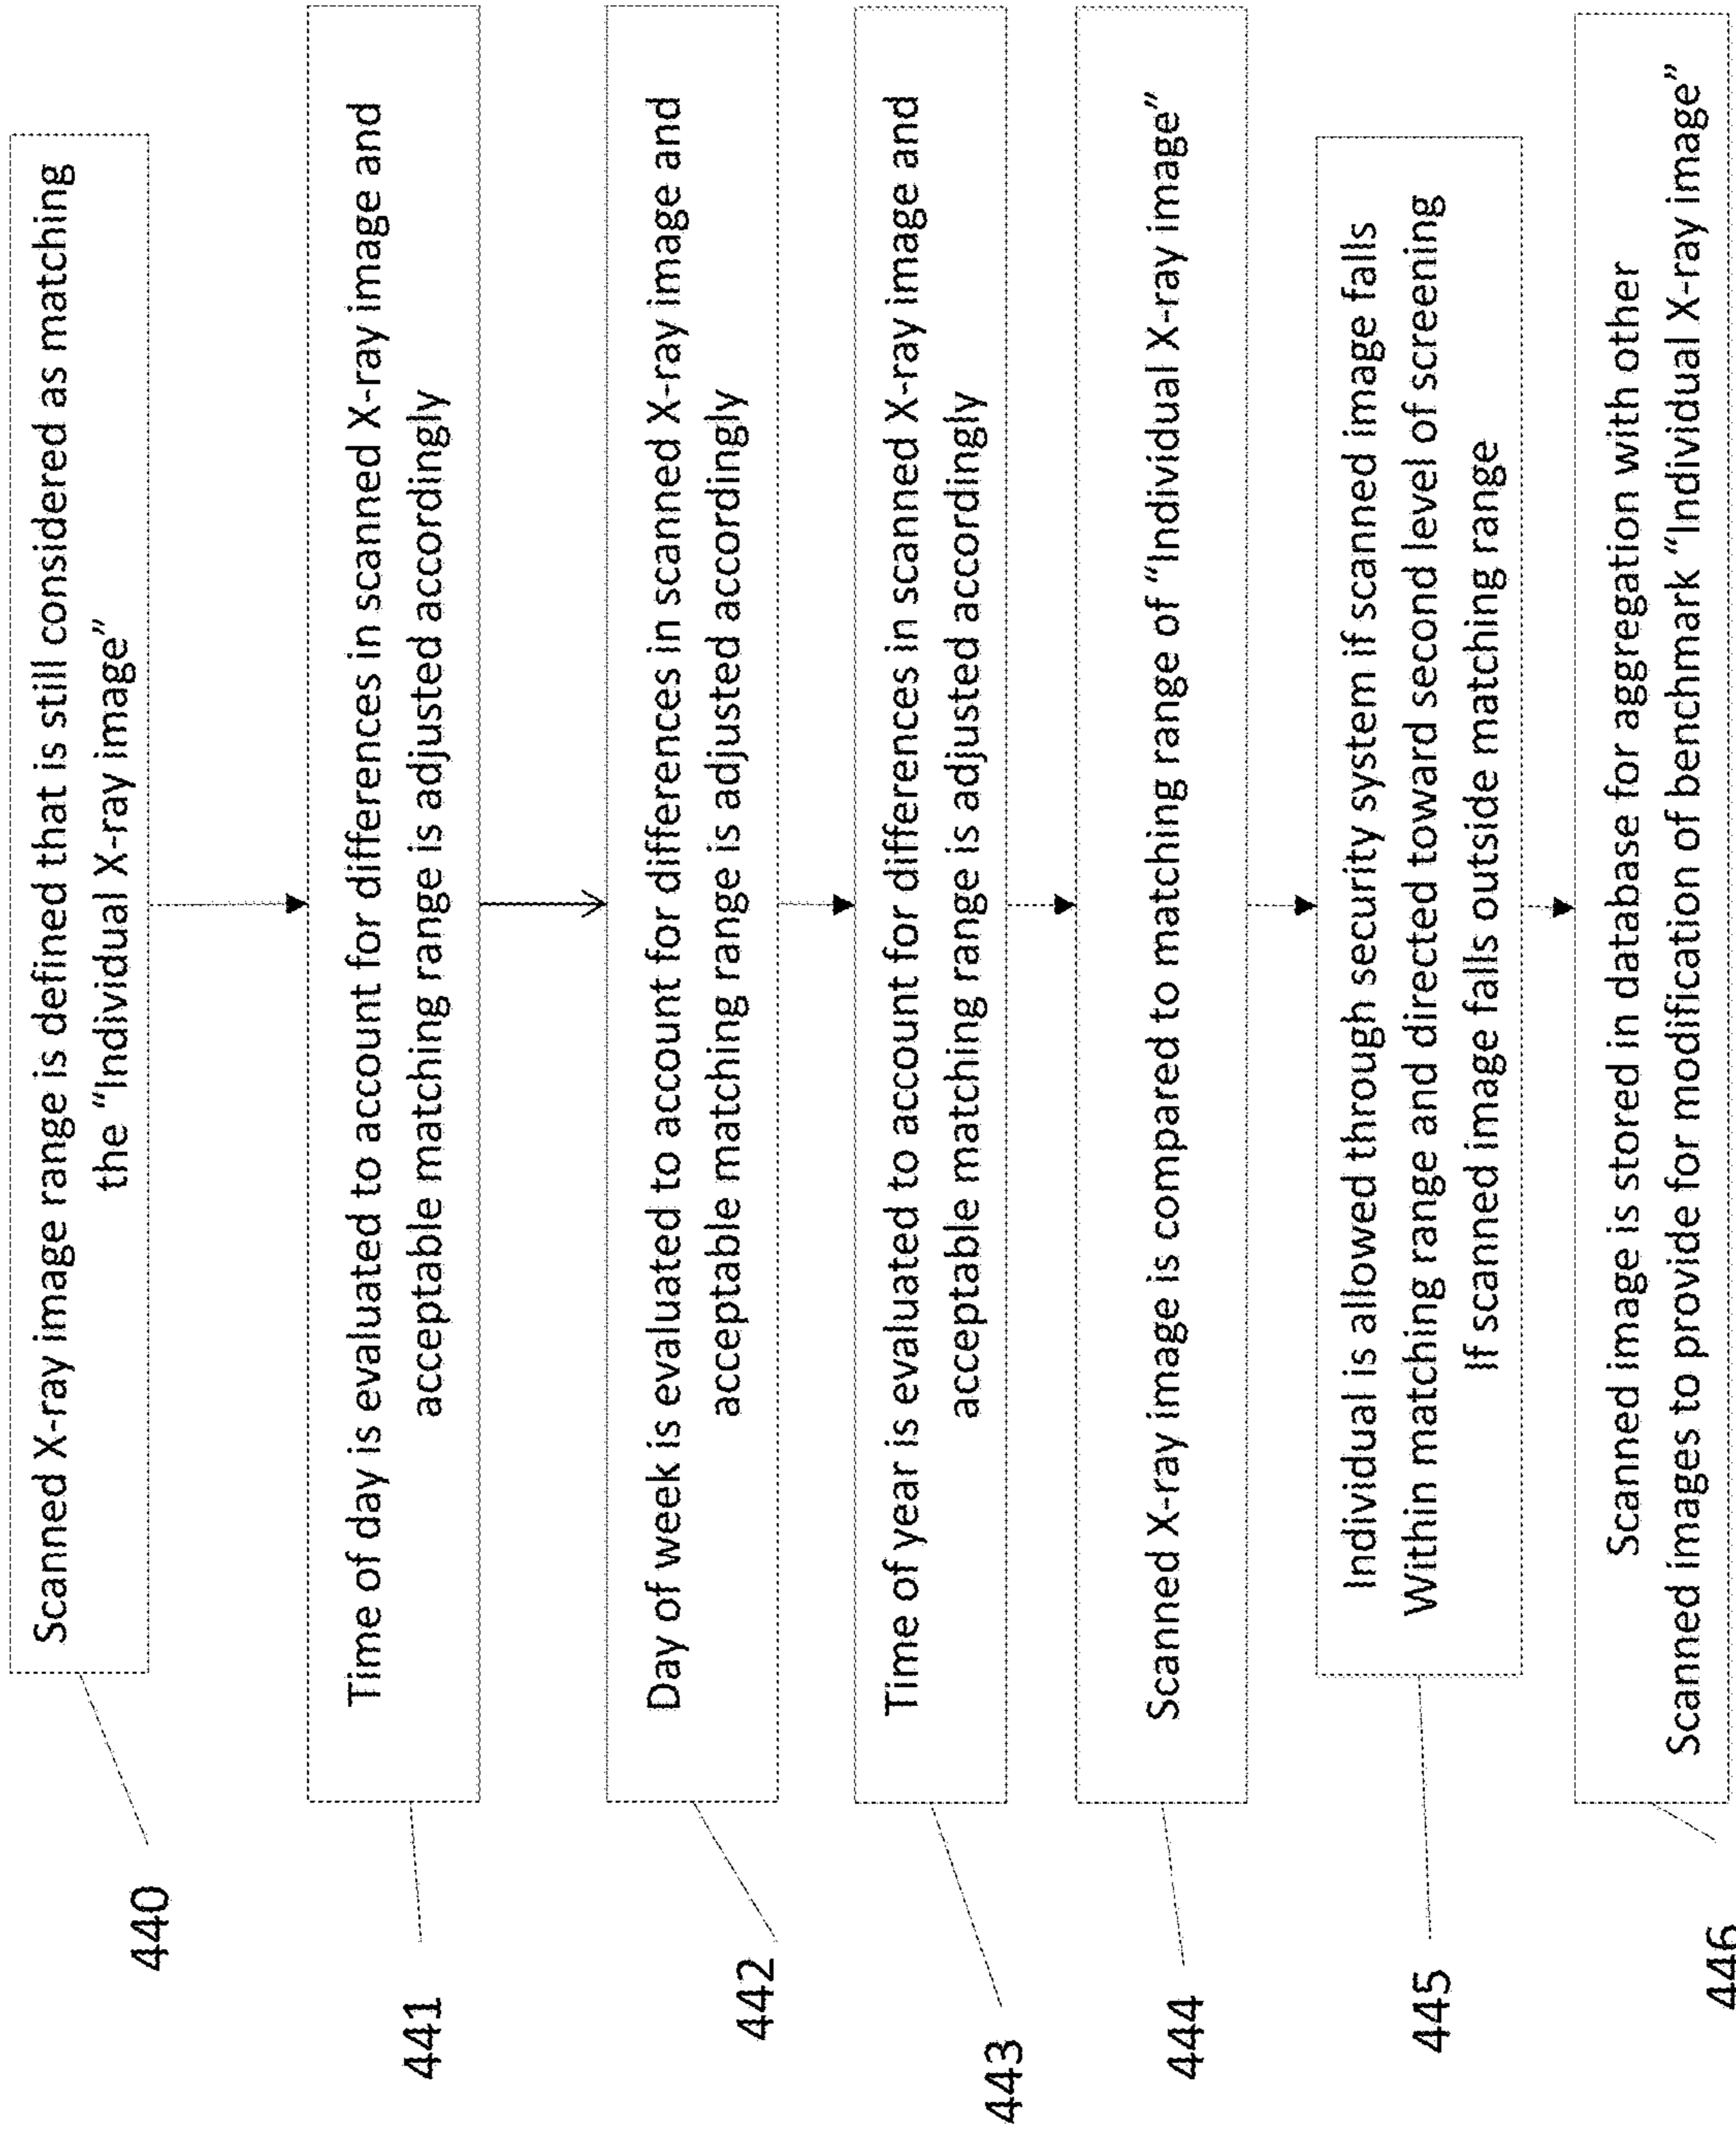 440
Scanned X-ray image range is defined that is still considered as matching
the “Individual X-ray image”
441
Time of day is evaluated to account for differences in scanned X-ray image and
acceptable matching range is adjusted accordingly
442
Day of week is evaluated to account for differences in scanned X-ray image and
acceptable matching range is adjusted accordingly
443
Time of year is evaluated to account for differences in scanned X-ray image and
acceptable matching range is adjusted accordingly
444
Scanned X-ray image is compared to matching range of “Individual X-ray image”
445
Individual is allowed through security system if scanned image falls
Within matching range and directed toward second level of screening
If scanned image falls outside matching range
446
Scanned image is stored in database for aggregation with other
Scanned images to provide for modification of benchmark “Individual X-ray image”